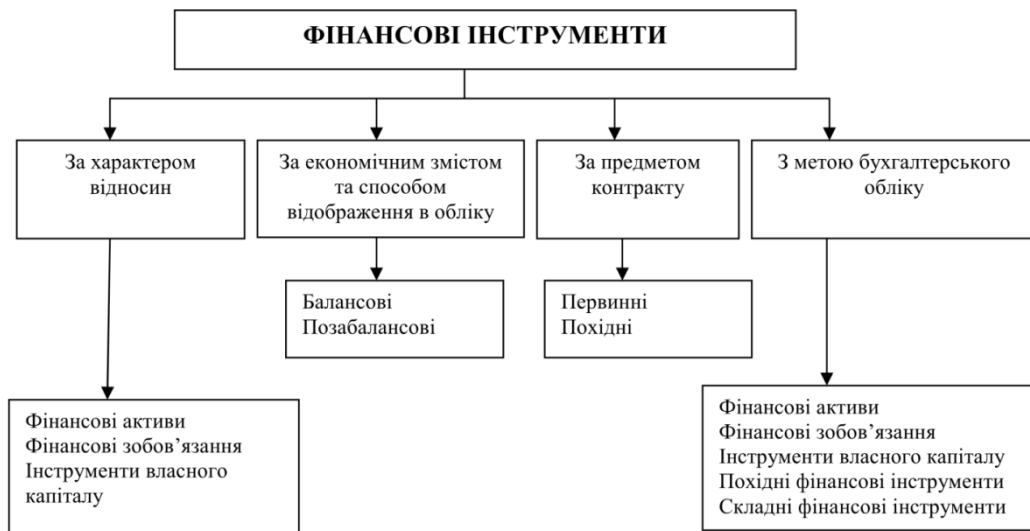 ФІНАНСОВІ ІНСТРУМЕНТИ
За характером
відносин
За економічним змістом
та способом
відображення в обліку
За предметом
контракту
З метою бухгалтерського
обліку
Балансові
Позабалансові
Первинні
Похідні
Фінансові активи
Фінансові зобов’язання
Інструменти власного
капіталу
Фінансові активи
Фінансові зобов’язання
Інструменти власного капіталу
Похідні фінансові інструменти
Складні фінансові інструменти